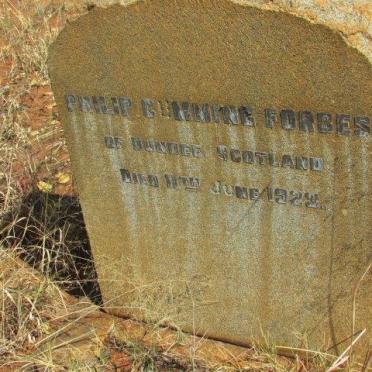 PHILIP CUMMING FORBES
OF DUNDEE SCOTLAND
DIED 11TH JUNE 1922.